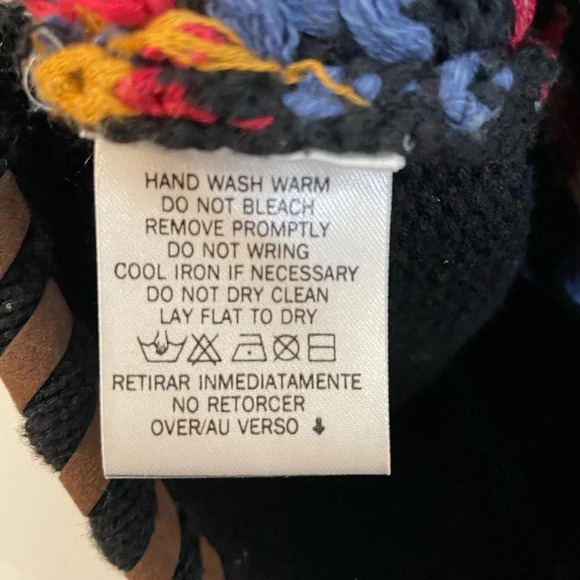 HAND WASH WARM
DO NOT BLEACH
REMOVE PROMPTLY
DO NOT WRING
COOL IRON IF NECESSARY
DO NOT DRY CLEAN
LAY FLAT TO DRY
RETIRAR INMEDIATAMENTE
NO RETORCER
OVER/AU VERSO